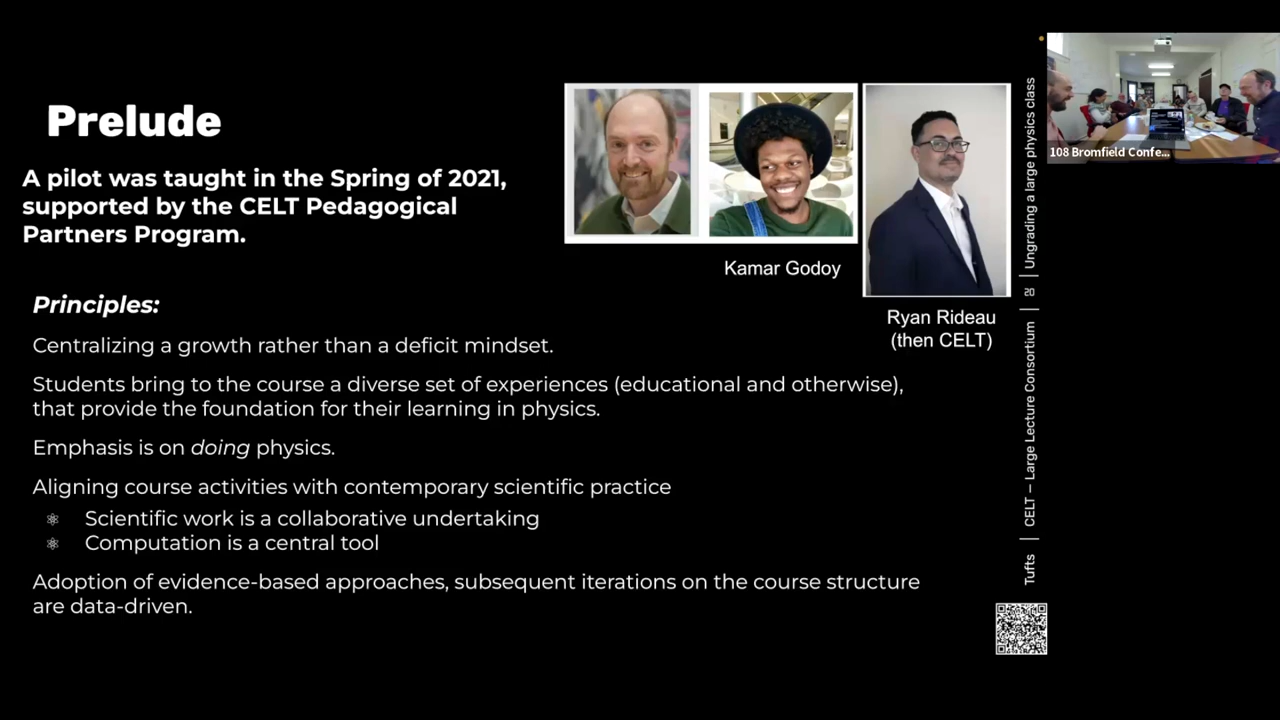 Prelude
A pilot was taught in the Spring of 2021,
supported by the CELT Pedagogical
Partners Program.
Kamar Godoy
Ryan Rideau
(then CELT)
Principles:
Centralizing a growth rather than a deficit mindset.
Students bring to the course a diverse set of experiences (educational and otherwise),
that provide the foundation for their learning in physics.
Emphasis is on doing physics.
Aligning course activities with contemporary scientific practice
Scientific work is a collaborative undertaking
Computation is a central tool
Adoption of evidence-based approaches, subsequent iterations on the course structure
are data-driven.
Tufts | CELT – Large Lecture Consortium | 20 | Ungrading a large physics class
108 Bromfield Confe...